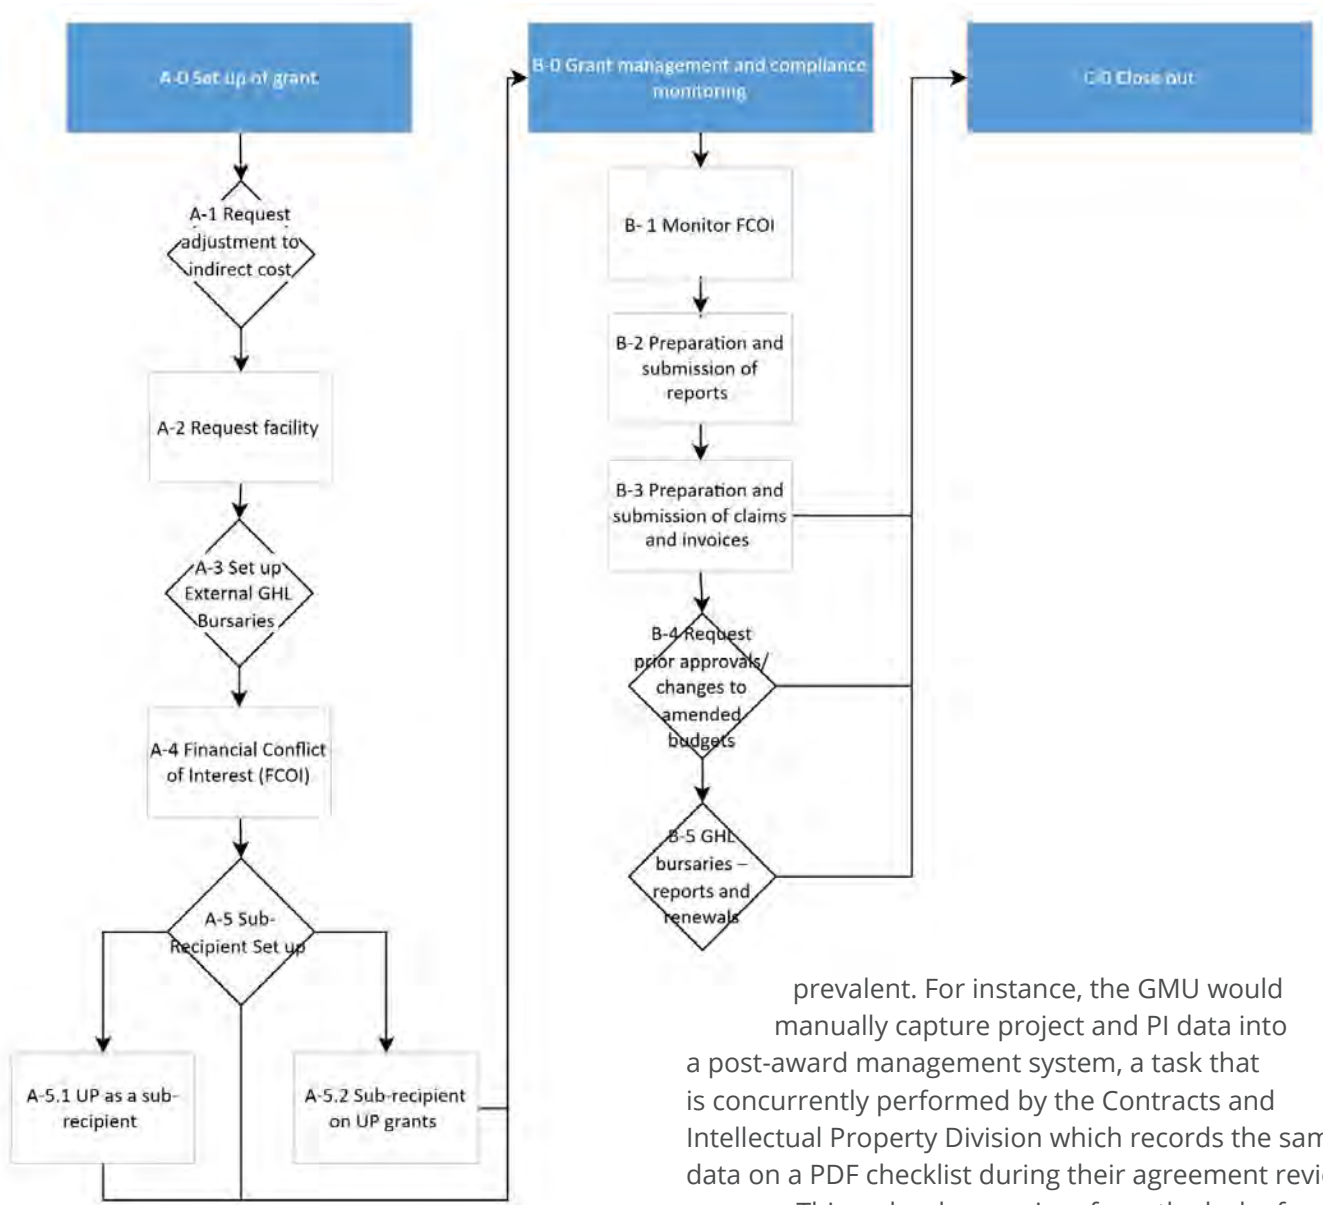 A-0 Set up of grant
A-1 Request
adjustment to
indirect cost
A-2 Request facility
A-3 Set up
External GHL
Bursaries
A-4 Financial Conflict
of Interest (FCOI)
A-5 Sub-
Recipient Set up
A-5.1 UP as a sub-
recipient
A-5.2 Sub-recipient
on UP grants
B-0 Grant management and compliance
monitoring
B- 1 Monitor FCOI
B-2 Preparation and
submission of
reports
B-3 Preparation and
submission of claims
and invoices
B-4 Request
prior approvals/
changes to
amended
budgets
B-5 GHL
bursaries –
reports and
renewals
C-0 Close out
prevalent. For instance, the GMU would
manually capture project and PI data into
a post-award management system, a task that
is concurrently performed by the Contracts and
Intellectual Property Division which records the sam
data on a PDF checklist during their agreement revi